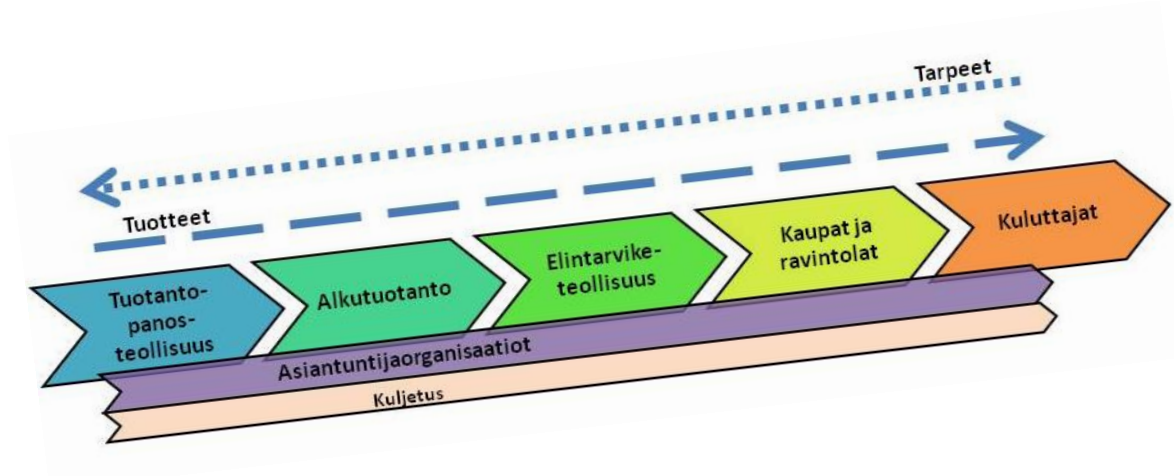 Tarpeet
Tuotteet
Tuotanto-
panos-
teollisuus
Alkutuotanto
Elintarvike-
teollisuus
Kaupat ja
ravintolat
Kuluttajat
Asiantuntijaorganisaatiot
Kuljetus